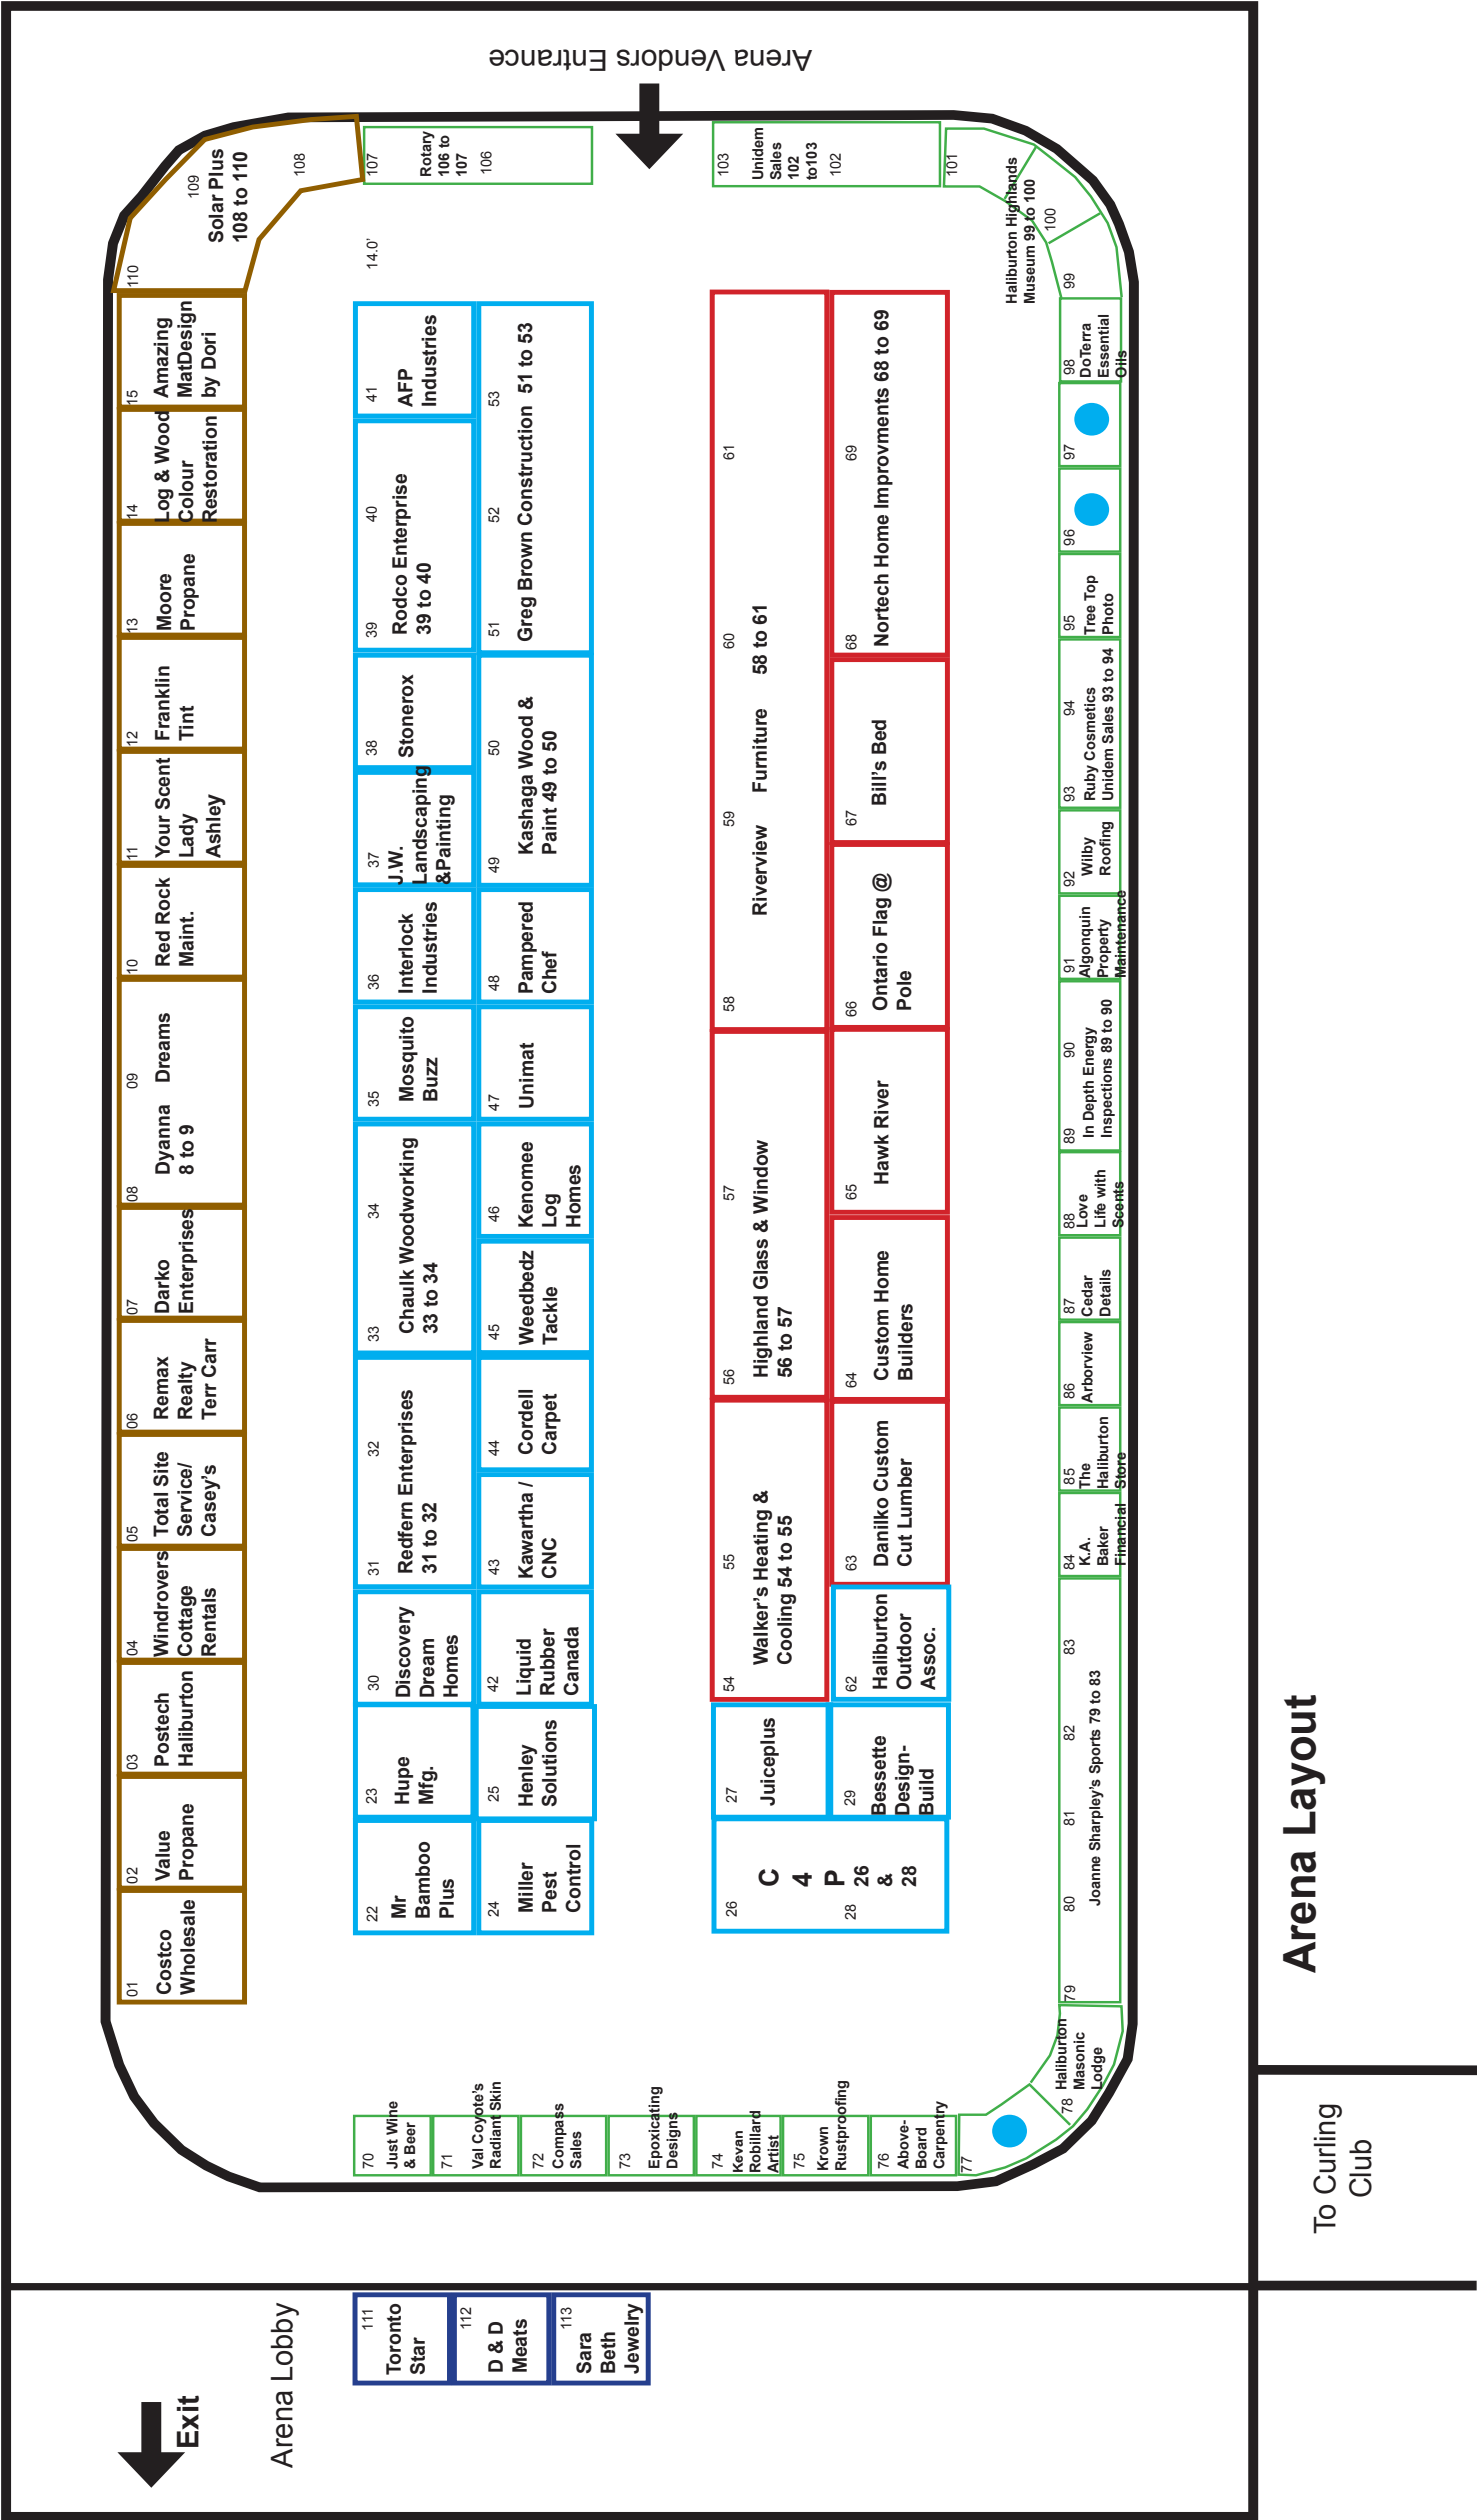 Arena Layout
Exit
Arena Lobby
To Curling
Club
Arena Vendors Entrance
111
Toronto
Star
112
D & D
Meats
113
Sara
Beth
Jewelry
01
Costco
Wholesale
02
Value
Propane
03
Postech
Haliburton
04
Windrovers
Cottage
Rentals
05
Total Site
Service/
Casey's
06
Remax
Realty
Terr Carr
07
Darko
Enterprises
08
09
Dyanna Dreams
8 to 9
10
Red Rock
Maint.
11
Your Scent
Lady
Ashley
12
Franklin
Tint
13
Moore
Propane
14
Log & Wood
Colour
Restoration
15
Amazing
MatDesign
by Dori
110
109
108
Solar Plus
108 to 110
107
Rotary
106 to
107
106
14.0'
22
Mr
Bamboo
Plus
23
Hupe
Mfg.
30
Discovery
Dream
Homes
31
32
Redfern Enterprises
31 to 32
33
34
Chaulk Woodworking
33 to 34
35
Mosquito
Buzz
36
Interlock
Industries
37
J.W.
Landscaping
&Painting
38
Stonerox
39
40
Rodco Enterprise
39 to 40
41
AFP
Industries
24
Miller
Pest
Control
25
Henley
Solutions
42
Liquid
Rubber
Canada
43
Kawartha /
CNC
44
Cordell
Carpet
45
Weedbedz
Tackle
46
Kenomee
Log
Homes
47
Unimat
48
Pampered
Chef
49
50
Kashaga Wood &
Paint 49 to 50
51
52
53
Greg Brown Construction 51 to 53
26
28
C
4
P
26
&
28
27
Juiceplus
54
55
Walker's Heating &
Cooling 54 to 55
56
57
Highland Glass & Window
56 to 57
58
59
60
61
Riverview Furniture 58 to 61
29
Bessette
Design-
Build
62
Haliburton
Outdoor
Assoc.
63
Danilko Custom
Cut Lumber
64
Custom Home
Builders
65
Hawk River
66
Ontario Flag @
Pole
67
Bill's Bed
68
69
Nortech Home Improvments 68 to 69
103
Unidem
Sales
102
to103
102
101
Haliburton Highlands
Museum 99 to 100
100
99
70
Just Wine
& Beer
71
Val Coyote's
Radiant Skin
72
Compass
Sales
73
Epoxicating
Designs
74
Kevan
Robillard
Artist
75
Krown
Rustproofing
76
Above-
Board
Carpentry
77
78
Haliburton
Masonic
Lodge
79
80
81
82
83
Joanne Sharpley's Sports 79 to 83
84
K.A.
Baker
Financial
85
The
Haliburton
Store
86
Arborview
87
Cedar
Details
88
Love
Life with
Scents
89
90
In Depth Energy
Inspections 89 to 90
91
Algonquin
Property
Maintenance
92
Wilby
Roofing
93
94
Ruby Cosmetics
Unidem Sales 93 to 94
95
Tree Top
Photo
96
97
98
DoTerra
Essential
Oils